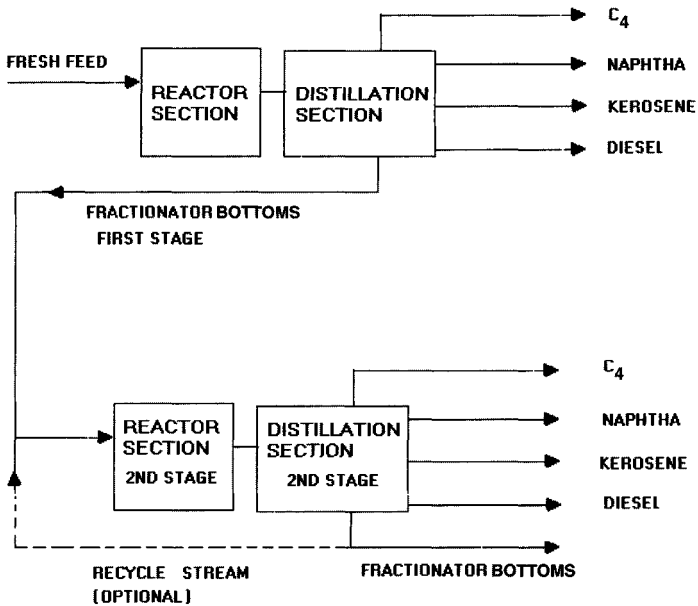 C4
FRESH FEED
NAPHTHA
REACTOR
SECTION
DISTILLATION
SECTION
KEROSENE
DIESEL
FRACTIONATOR BOTTOMS
FIRST STAGE
C4
NAPHTHA
REACTOR
SECTION
2ND STAGE
DISTILLATION
SECTION
2ND STAGE
KEROSENE
DIESEL
RECYCLE STREAM
(OPTIONAL)
FRACTIONATOR BOTTOMS